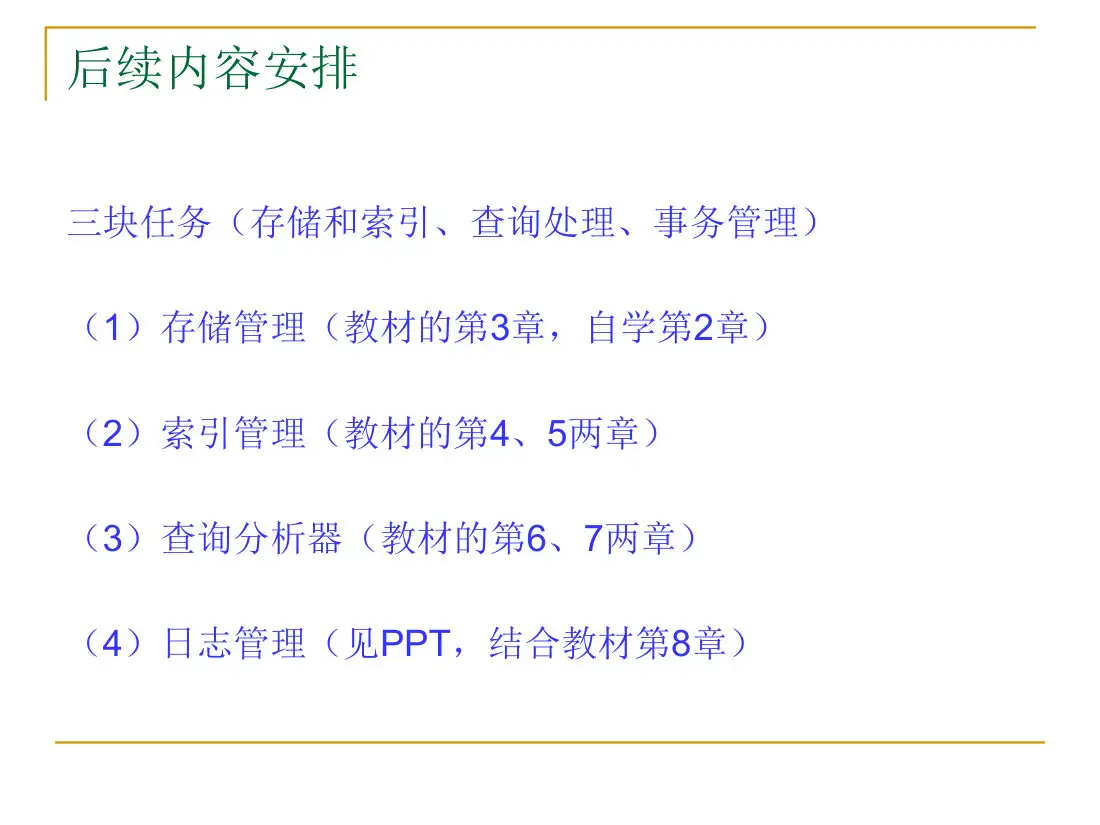 后续内容安排
三块任务（存储和索引、查询处理、事务管理）
（1）存储管理（教材的第3章，自学第2章）
（2）索引管理（教材的第4、5两章）
（3）查询分析器（教材的第6、7两章）
（4）日志管理（见PPT，结合教材第8章）